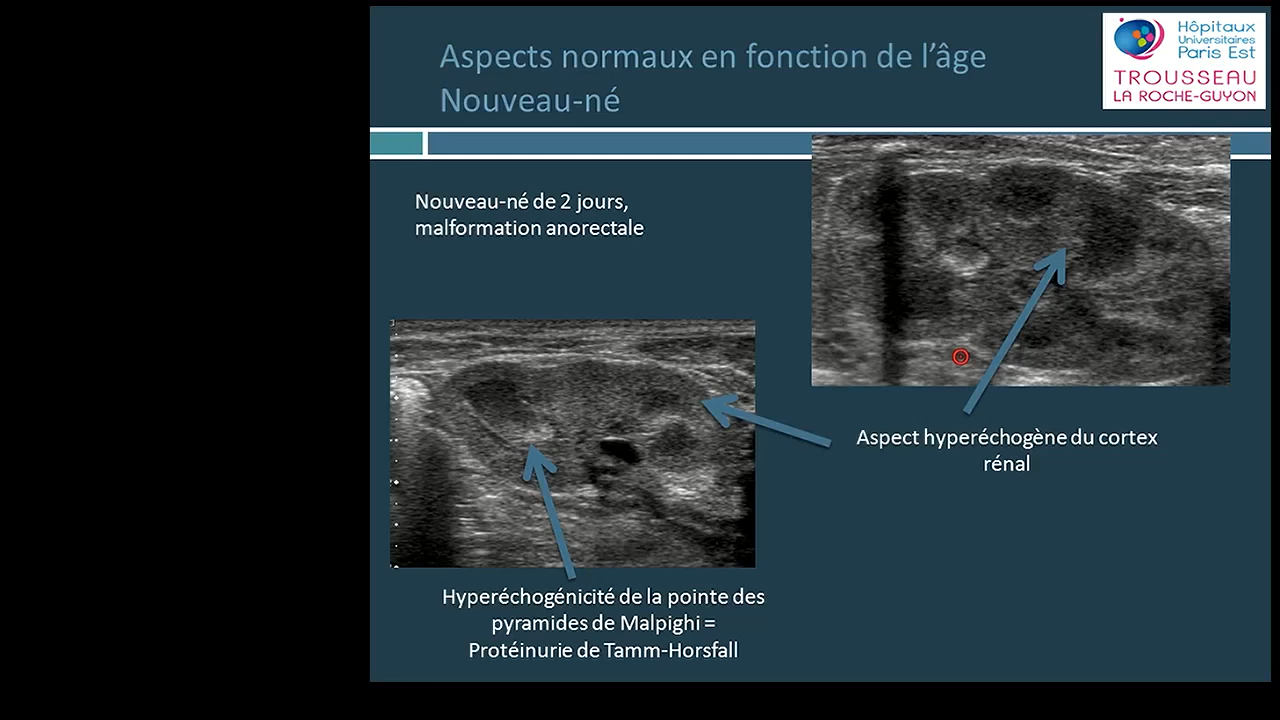 Aspects normaux en fonction de l’âge
Nouveau-né
Hôpitaux
Universitaires
Paris Est
TROUSSEAU
LA ROCHE-GUYON
Nouveau-né de 2 jours,
malformation anorectale
Aspect hyperéchogène du cortex
rénal
Hyperéchogénicité de la pointe des
pyramides de Malpighi =
Protéinurie de Tamm-Horsfall